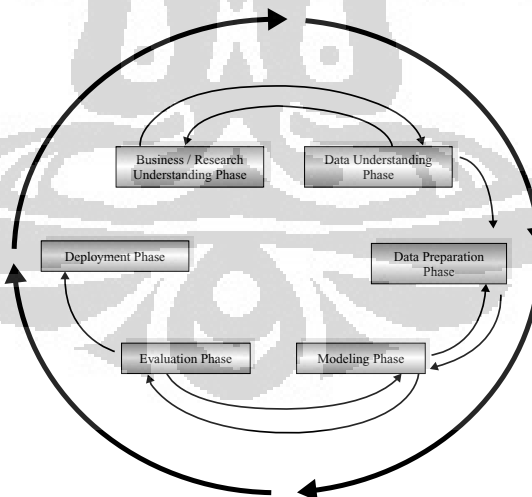 Business / Research
Understanding Phase
Data Understanding
Phase
Deployment Phase
Data Preparation
Phase
Evaluation Phase
Modeling Phase